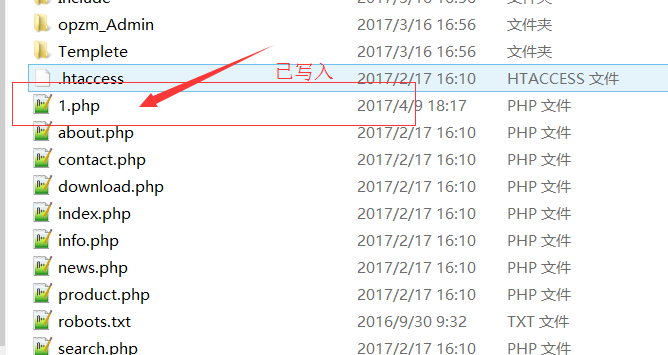 Include 2017/3/16 16:56 文件夹
opzm_Admin 2017/3/16 16:56 文件夹
Templete 2017/3/16 16:56 文件夹
已写入
.htaccess 2017/2/17 16:10 HTACCESS 文件
1.php 2017/4/9 18:17 PHP 文件
about.php 2017/2/17 16:10 PHP 文件
contact.php 2017/2/17 16:10 PHP 文件
download.php 2017/2/17 16:10 PHP 文件
index.php 2017/2/17 16:10 PHP 文件
info.php 2017/2/17 16:10 PHP 文件
news.php 2017/2/17 16:10 PHP 文件
product.php 2017/2/17 16:10 PHP 文件
robots.txt 2016/9/30 9:32 TXT 文件
search.php 2017/2/17 16:10 PHP 文件